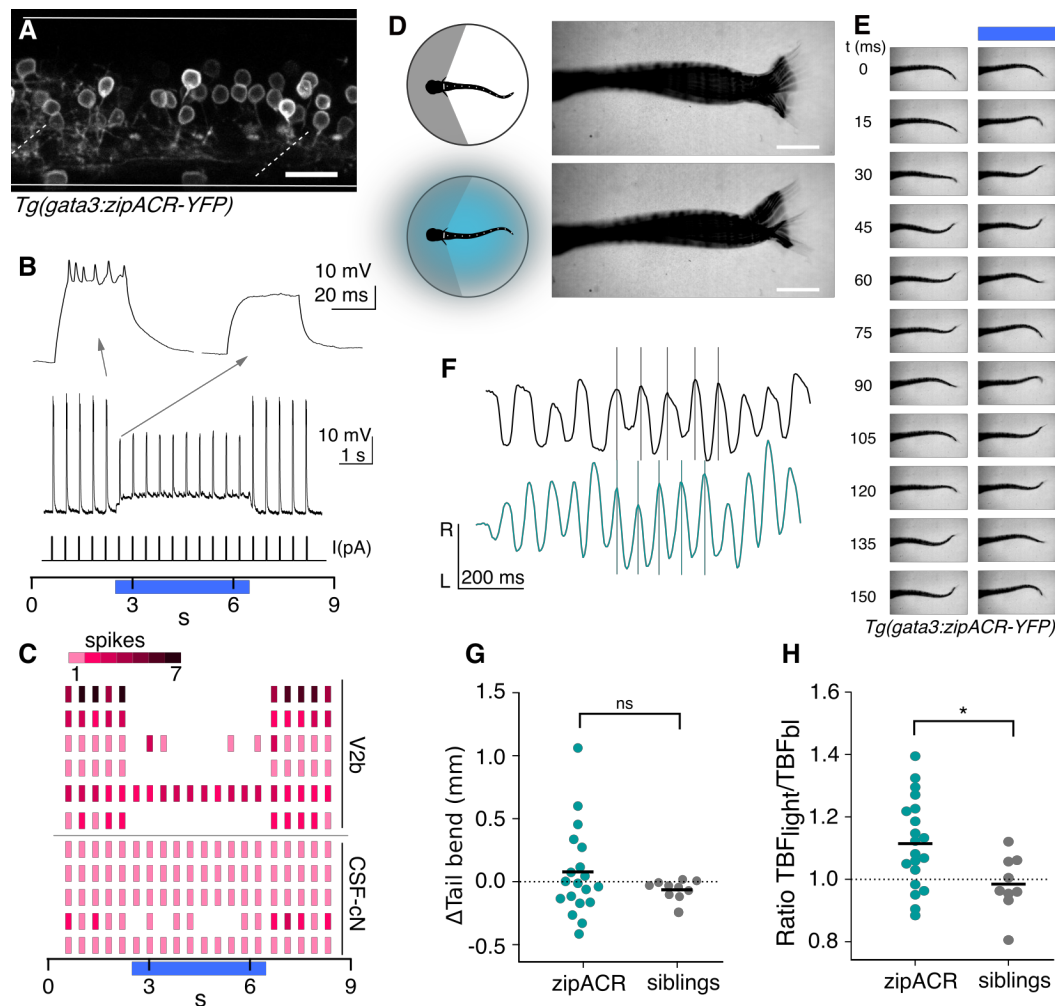 A
Tg(gata3:zipACR-YFP)
B
10 mV
20 ms
10 mV
1 s
I(pA)
0 3 6 9
s
C
spikes
1 7
V2b
CSF-cN
0 3 6 9
s
D
E
t (ms)
0
15
30
45
60
75
90
105
120
135
150
Tg(gata3:zipACR-YFP)
F
R
L
200 ms
G
ΔTail bend (mm)
1.5
1.0
0.5
0.0
-0.5
ns
zipACR siblings
H
Ratio TBFlight/TBFbl
1.6
1.4
1.2
1.0
0.8
*
zipACR siblings